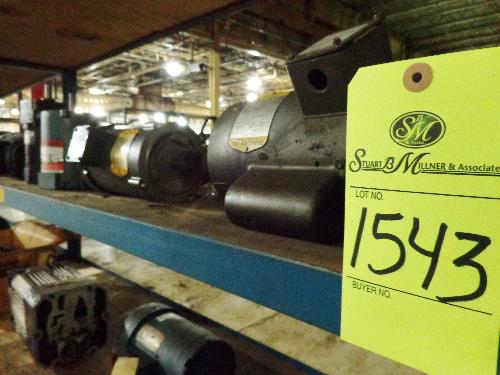 SM
STUART B MILLNER & Associates
LOT NO.
1543
BUYER NO.